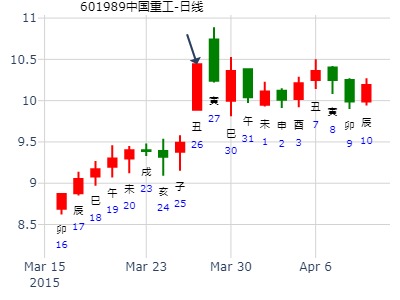 601989中国重工-日线
11
10.5
10
9.5
9
8.5
卯
16
辰
17
巳
18
午
19
未
20
戌
23
亥
24
子
25
丑
26
寅
27
巳
30
午
31
未
1
申
2
酉
3
丑
7
寅
8
卯
9
辰
10
Mar 15
2015
Mar 23
Mar 30
Apr 6